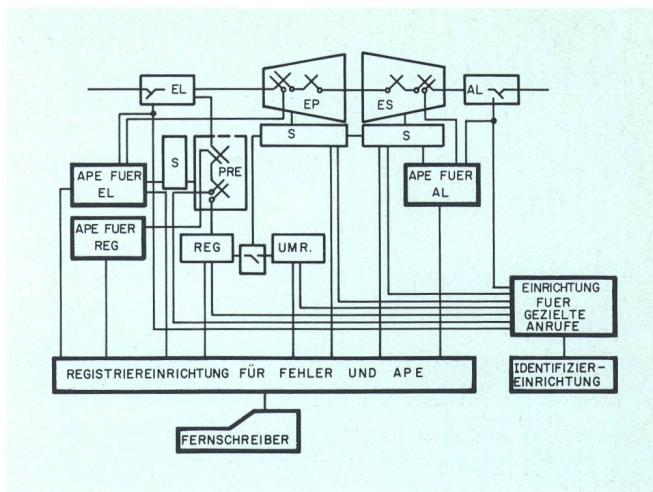 EL
EP
ES
AL
S
S
APE FUER
EL
S
PRE
APE FUER
AL
APE FUER
REG
REG
UMR.
EINRICHTUNG
FUER
GEZIELTE
ANRUFE
REGISTRIEREINRICHTUNG FÜR FEHLER UND APE
IDENTIFIZIER-
EINRICHTUNG
FERNSCHREIBER